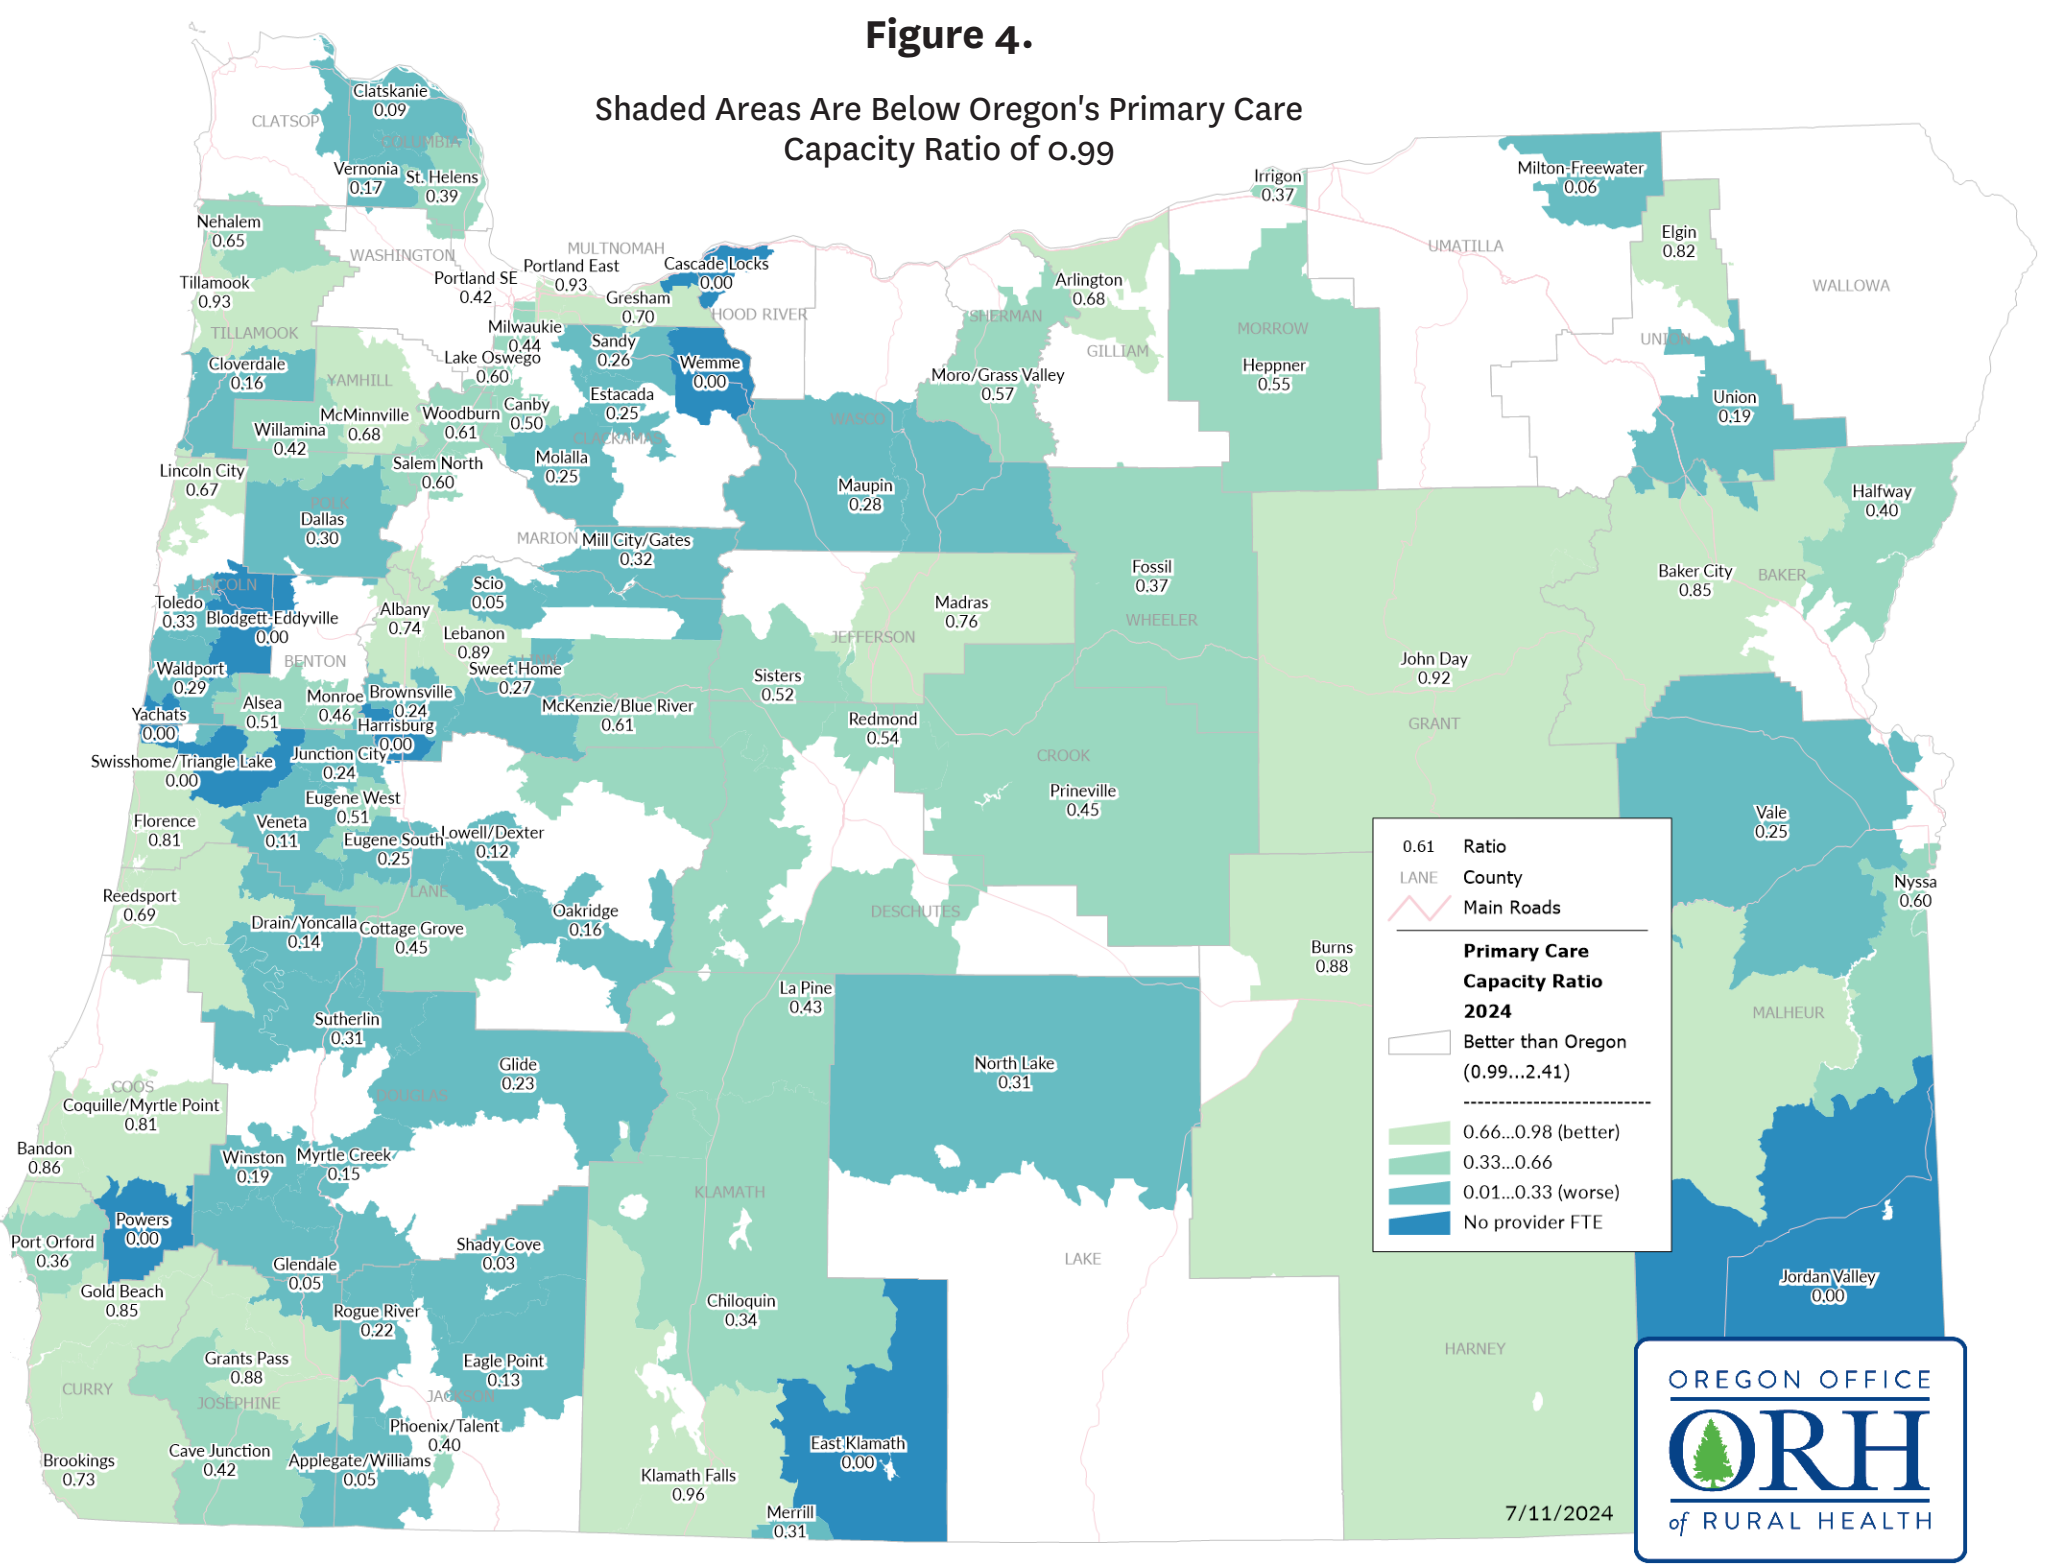 Figure 4.
Shaded Areas Are Below Oregon's Primary Care
Capacity Ratio of 0.99
Clatskanie
0.09
CLATSOP
COLUMBIA
Vernonia
0.17
St. Helens
0.39
Irrigon
0.37
Milton-Freewater
0.06
Nehalem
0.65
Elgin
0.82
WASHINGTON
MULTNOMAH
UMATILLA
WALLOWA
Tillamook
0.93
Portland SE
0.42
Portland East
0.93
Cascade Locks
0.00
Gresham
0.70
HOOD RIVER
Arlington
0.68
SHERMAN
GILLIAM
MORROW
UNION
TILLAMOOK
Milwaukie
0.44
Sandy
0.26
Wemme
0.00
Lake Oswego
0.60
Cloverdale
0.16
YAMHILL
Moro/Grass Valley
0.57
Heppner
0.55
Estacada
0.25
McMinnville
0.68
Woodburn
0.61
Canby
0.50
WASCO
Union
0.19
Willamina
0.42
CLACKAMAS
Molalla
0.25
Salem North
0.60
Lincoln City
0.67
Maupin
0.28
Halfway
0.40
POLK
Dallas
0.30
MARION
Mill City/Gates
0.32
Fossil
0.37
Baker City
0.85
BAKER
LINCOLN
Scio
0.05
Toledo
0.33
Blodgett-Eddyville
0.00
Albany
0.74
Madras
0.76
WHEELER
Lebanon
0.89
JEFFERSON
BENTON
LINN
Waldport
0.29
Sweet Home
0.27
Sisters
0.52
John Day
0.92
Alsea
0.51
Monroe
0.46
Brownsville
0.24
McKenzie/Blue River
0.61
Yachats
0.00
Harrisburg
0.00
Redmond
0.54
GRANT
Swisshome/Triangle Lake
0.00
Junction City
0.24
CROOK
Eugene West
0.51
Prineville
0.45
Florence
0.81
Veneta
0.11
Eugene South
0.25
Lowell/Dexter
0.12
Vale
0.25
Reedsport
0.69
LANE
Nyssa
0.60
Drain/Yoncalla
0.14
Cottage Grove
0.45
Oakridge
0.16
DESCHUTES
Burns
0.88
La Pine
0.43
Sutherlin
0.31
MALHEUR
Glide
0.23
North Lake
0.31
COOS
DOUGLAS
Coquille/Myrtle Point
0.81
Bandon
0.86
Winston
0.19
Myrtle Creek
0.15
KLAMATH
Powers
0.00
Port Orford
0.36
Shady Cove
0.03
LAKE
Glendale
0.05
Jordan Valley
0.00
Gold Beach
0.85
Rogue River
0.22
Chiloquin
0.34
HARNEY
Grants Pass
0.88
Eagle Point
0.13
CURRY
JOSEPHINE
JACKSON
Phoenix/Talent
0.40
East Klamath
0.00
Brookings
0.73
Cave Junction
0.42
Applegate/Williams
0.05
Klamath Falls
0.96
Merrill
0.31
0.61 Ratio
LANE County
Main Roads
Primary Care
Capacity Ratio
2024
Better than Oregon
(0.99...2.41)
0.66...0.98 (better)
0.33...0.66
0.01...0.33 (worse)
No provider FTE
7/11/2024
OREGON OFFICE
ORH
of RURAL HEALTH